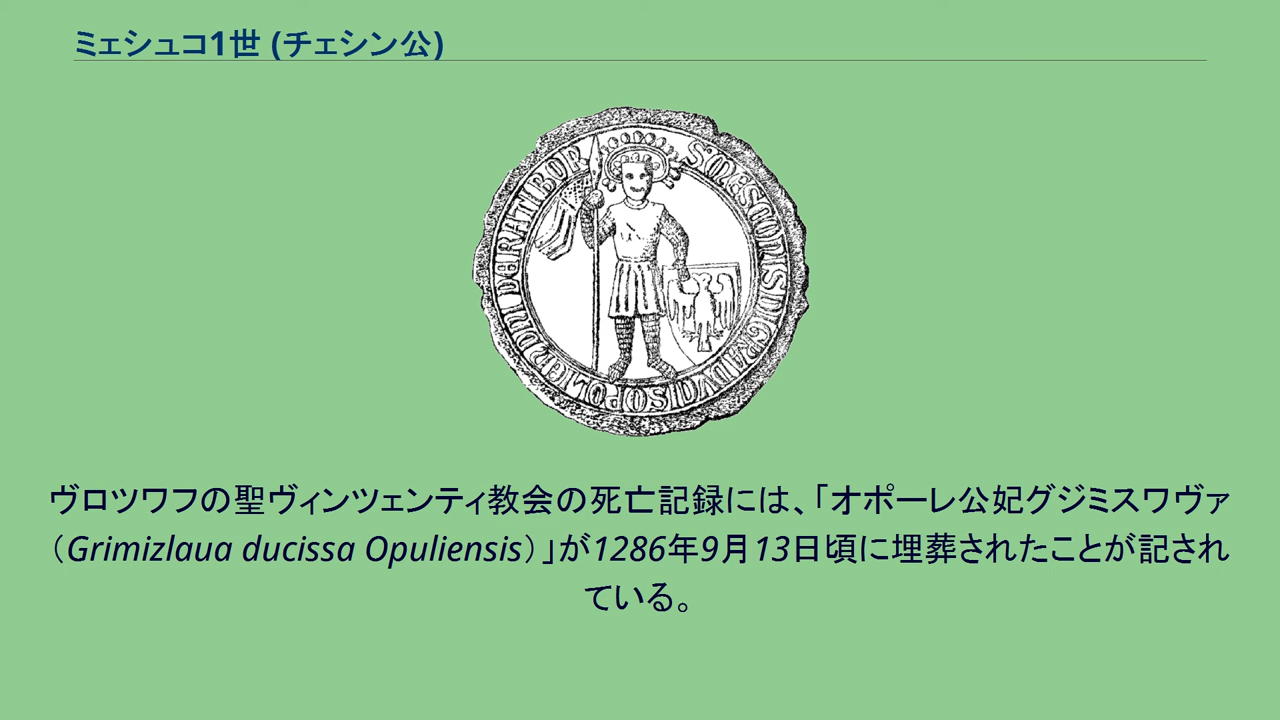 ミェシュコ1世 (チェシン公)
ヴロツワフの聖ヴィンツェンティ教会の死亡記録には、「オポーレ公妃グジミスワヴァ
（Grimizlaua ducissa Opuliensis）」が1286年9月13日頃に埋葬されたことが記され
ている。